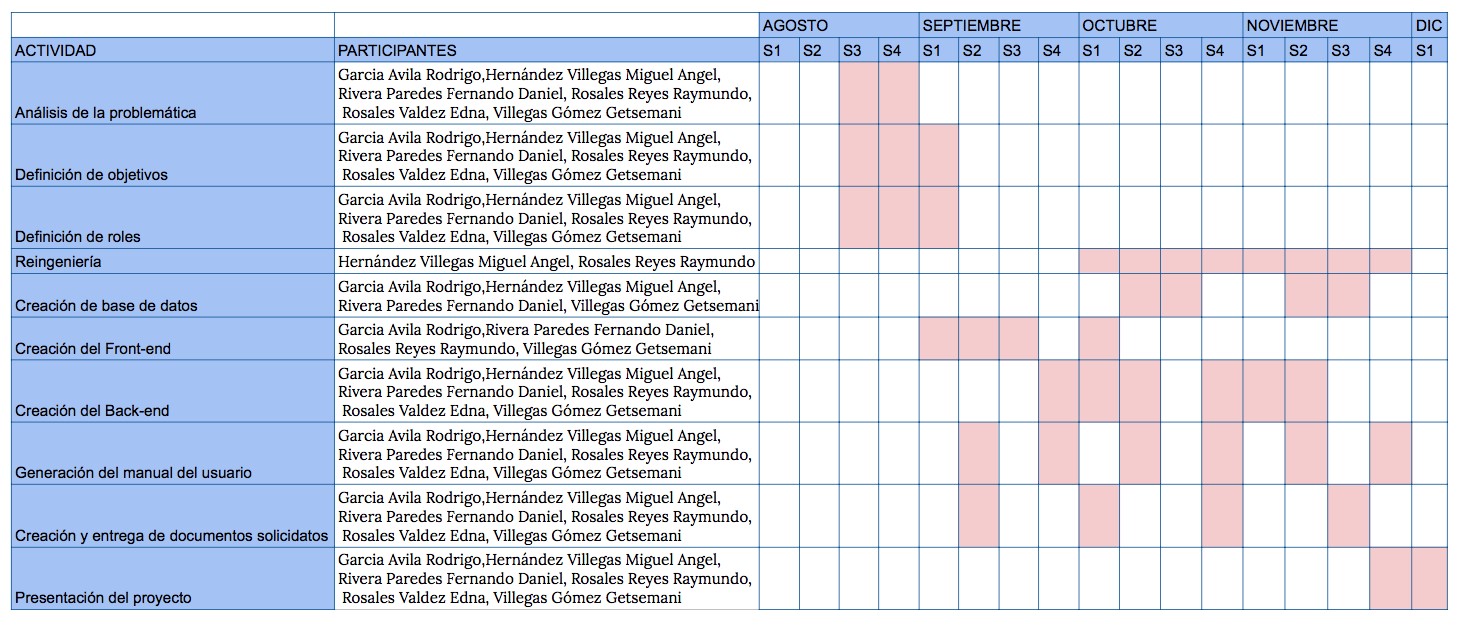 AGOSTO SEPTIEMBRE OCTUBRE NOVIEMBRE DIC
ACTIVIDAD PARTICIPANTES S1 S2 S3 S4 S1 S2 S3 S4 S1 S2 S3 S4 S1 S2 S3 S4 S1
Garcia Avila Rodrigo,Hernández Villegas Miguel Angel,
Rivera Paredes Fernando Daniel, Rosales Reyes Raymundo,
Análisis de la problemática Rosales Valdez Edna, Villegas Gómez Getsemani
Garcia Avila Rodrigo,Hernández Villegas Miguel Angel,
Rivera Paredes Fernando Daniel, Rosales Reyes Raymundo,
Definición de objetivos Rosales Valdez Edna, Villegas Gómez Getsemani
Garcia Avila Rodrigo,Hernández Villegas Miguel Angel,
Rivera Paredes Fernando Daniel, Rosales Reyes Raymundo,
Definición de roles Rosales Valdez Edna, Villegas Gómez Getsemani
Reingeniería Hernández Villegas Miguel Angel, Rosales Reyes Raymundo
Garcia Avila Rodrigo,Hernández Villegas Miguel Angel,
Creación de base de datos Rivera Paredes Fernando Daniel, Villegas Gómez Getsemani
Garcia Avila Rodrigo,Rivera Paredes Fernando Daniel,
Creación del Front-end Rosales Reyes Raymundo, Villegas Gómez Getsemani
Garcia Avila Rodrigo,Hernández Villegas Miguel Angel,
Rivera Paredes Fernando Daniel, Rosales Reyes Raymundo,
Creación del Back-end Rosales Valdez Edna, Villegas Gómez Getsemani
Garcia Avila Rodrigo,Hernández Villegas Miguel Angel,
Rivera Paredes Fernando Daniel, Rosales Reyes Raymundo,
Generación del manual del usuario Rosales Valdez Edna, Villegas Gómez Getsemani
Garcia Avila Rodrigo,Hernández Villegas Miguel Angel,
Rivera Paredes Fernando Daniel, Rosales Reyes Raymundo,
Creación y entrega de documentos solicidatos Rosales Valdez Edna, Villegas Gómez Getsemani
Garcia Avila Rodrigo,Hernández Villegas Miguel Angel,
Rivera Paredes Fernando Daniel, Rosales Reyes Raymundo,
Presentación del proyecto Rosales Valdez Edna, Villegas Gómez Getsemani